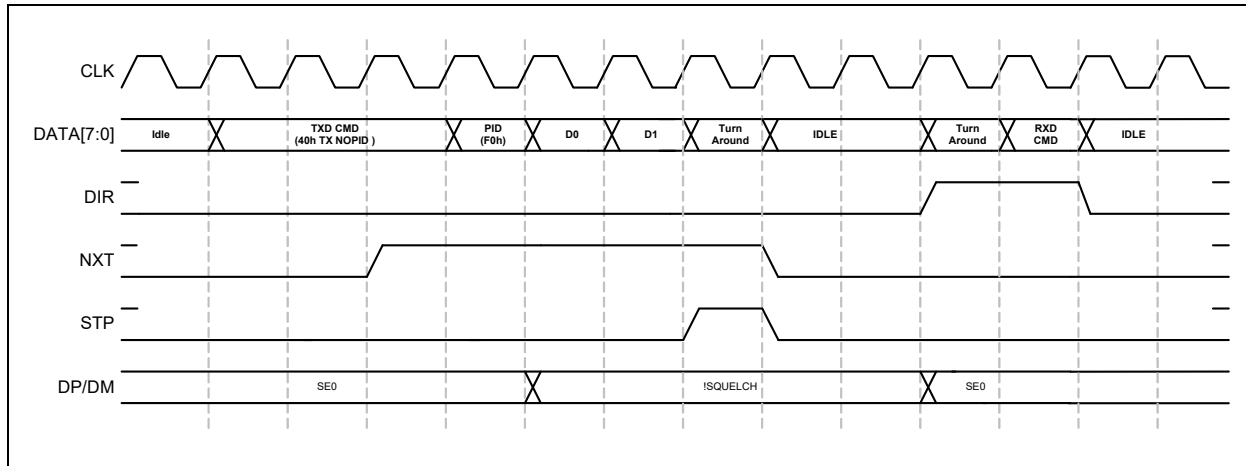 CLK
DATA[7:0]
Idle
TXD CMD
(40h TX NOPID )
PID
(F0h)
D0
D1
Turn
Around
IDLE
Turn
Around
RXD
CMD
IDLE
DIR
NXT
STP
DP/DM
SE0
!SQUELCH
SE0